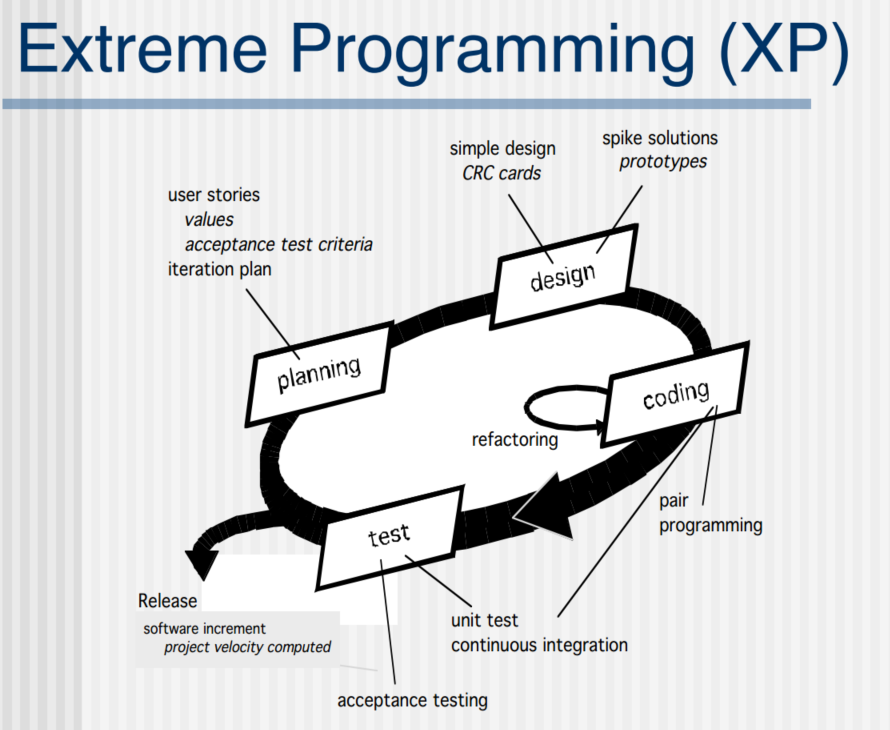 Extreme Programming (XP)
spike solutions
prototypes
simple design
CRC cards
user stories
values
acceptance test criteria
iteration plan
design
planning
coding
refactoring
pair
programming
test
Release
software increment
project velocity computed
unit test
continuous integration
acceptance testing